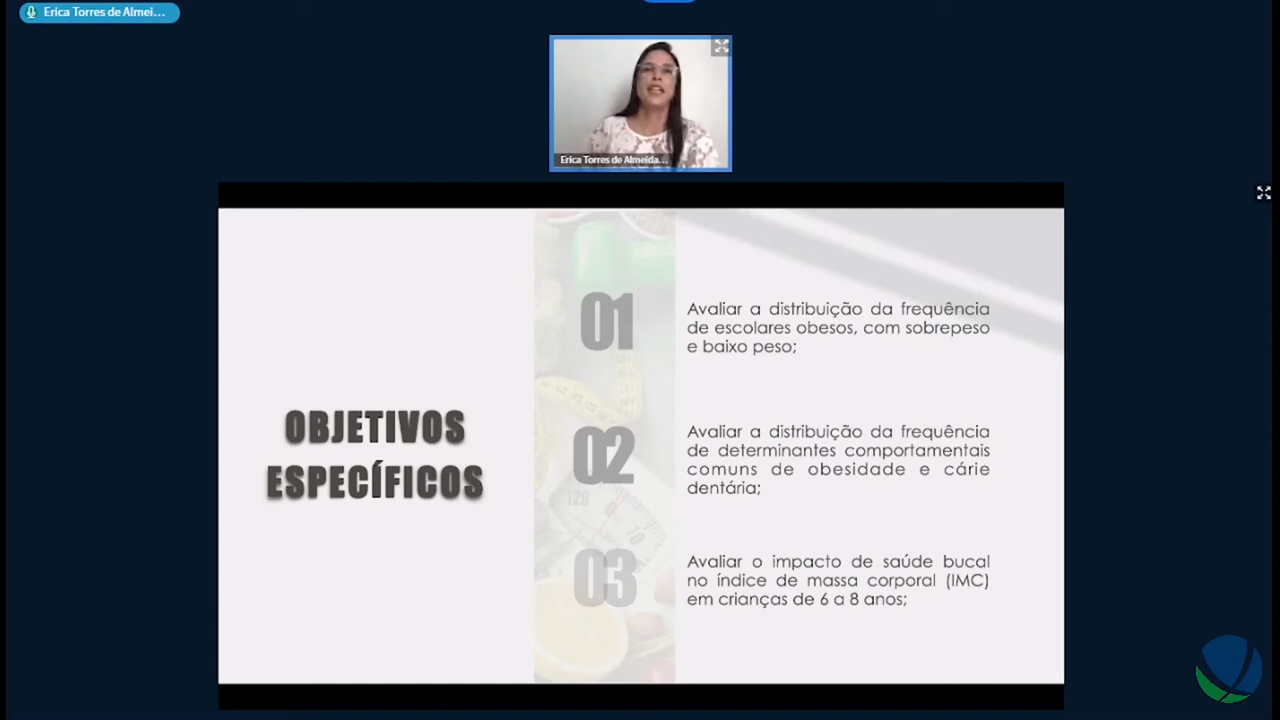 Erica Torres de Almei...
Erica Torres de Almeida...
OBJETIVOS
ESPECÍFICOS
01
Avaliar a distribuição da frequência
de escolares obesos, com sobrepeso
e baixo peso;
02
Avaliar a distribuição da frequência
de determinantes comportamentais
comuns de obesidade e cárie
dentária;
03
Avaliar o impacto de saúde bucal
no índice de massa corporal (IMC)
em crianças de 6 a 8 anos;